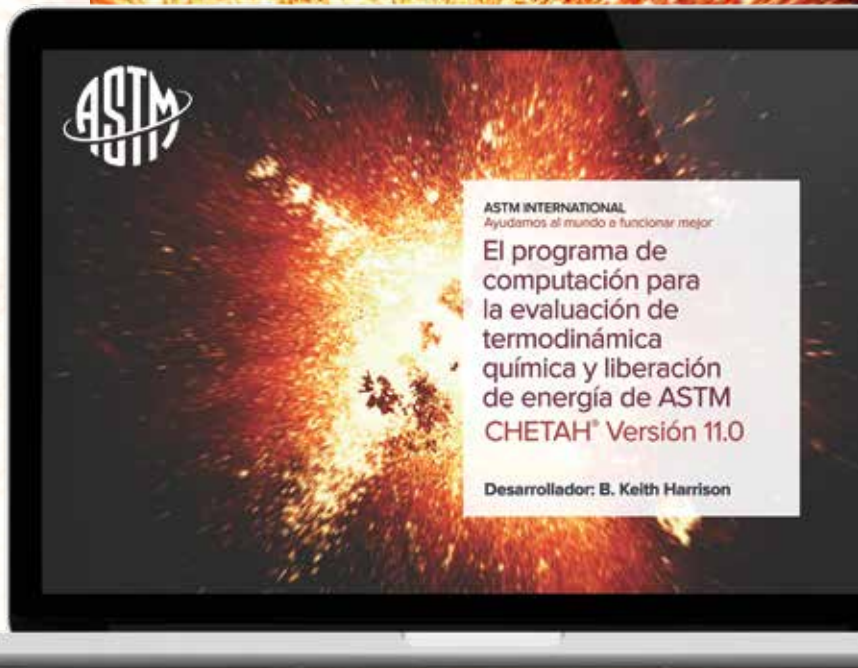 ASTM
ASTM INTERNATIONAL
Ayudamos al mundo a funcionar mejor
El programa de
computación para
la evaluación de
termodinámica
química y liberación
de energía de ASTM
CHETAH® Versión 11.0
Desarrollador: B. Keith Harrison